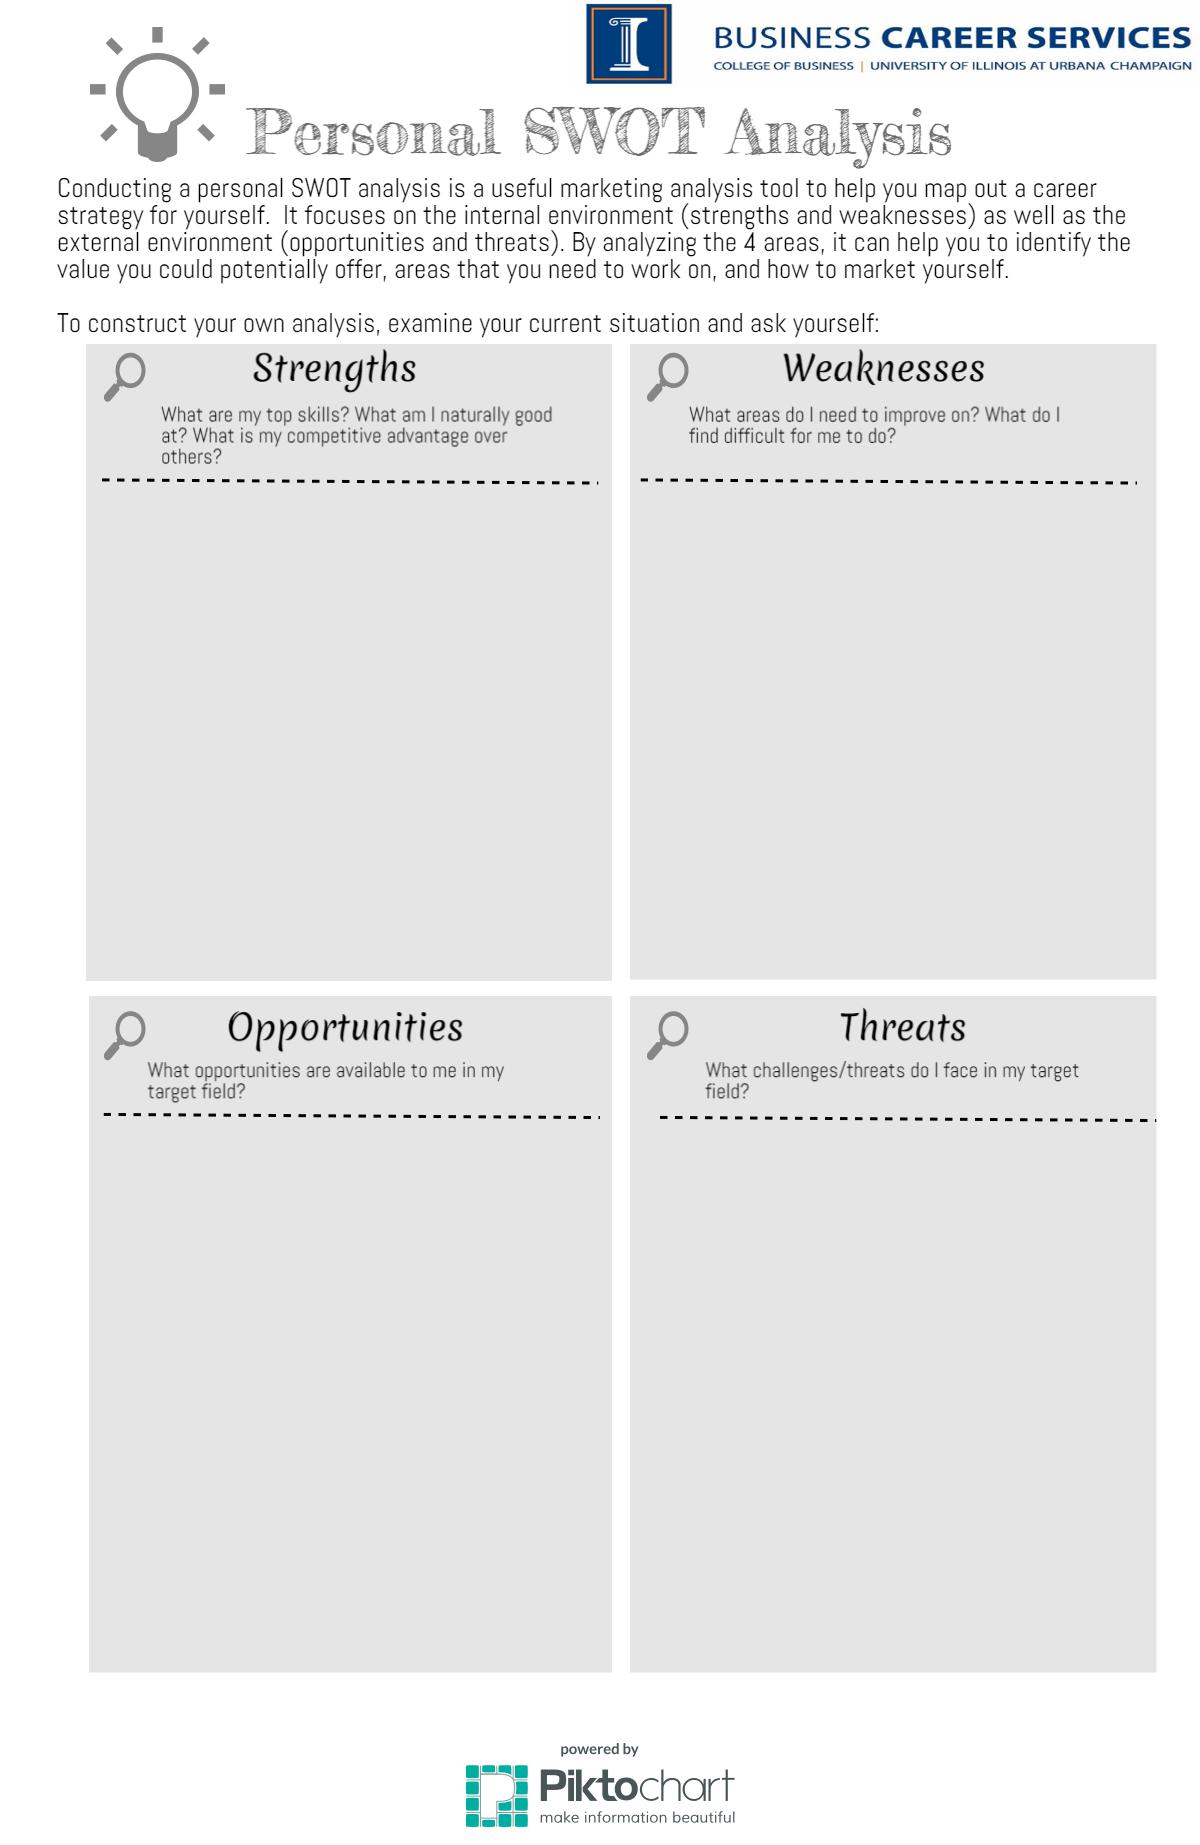 BUSINESS CAREER SERVICES
COLLEGE OF BUSINESS | UNIVERSITY OF ILLINOIS AT URBANA CHAMPAIGN
Personal SWOT Analysis
Conducting a personal SWOT analysis is a useful marketing analysis tool to help you map out a career
strategy for yourself.  It focuses on the internal environment (strengths and weaknesses) as well as the
external environment (opportunities and threats). By analyzing the 4 areas, it can help you to identify the
value you could potentially offer, areas that you need to work on, and how to market yourself.
To construct your own analysis, examine your current situation and ask yourself:
Strengths
What are my top skills? What am I naturally good
at? What is my competitive advantage over
others?
Weaknesses
What areas do I need to improve on? What do I
find difficult for me to do?
Opportunities
What opportunities are available to me in my
target field?
Threats
What challenges/threats do I face in my target
field?
powered by
Piktochart
make information beautiful